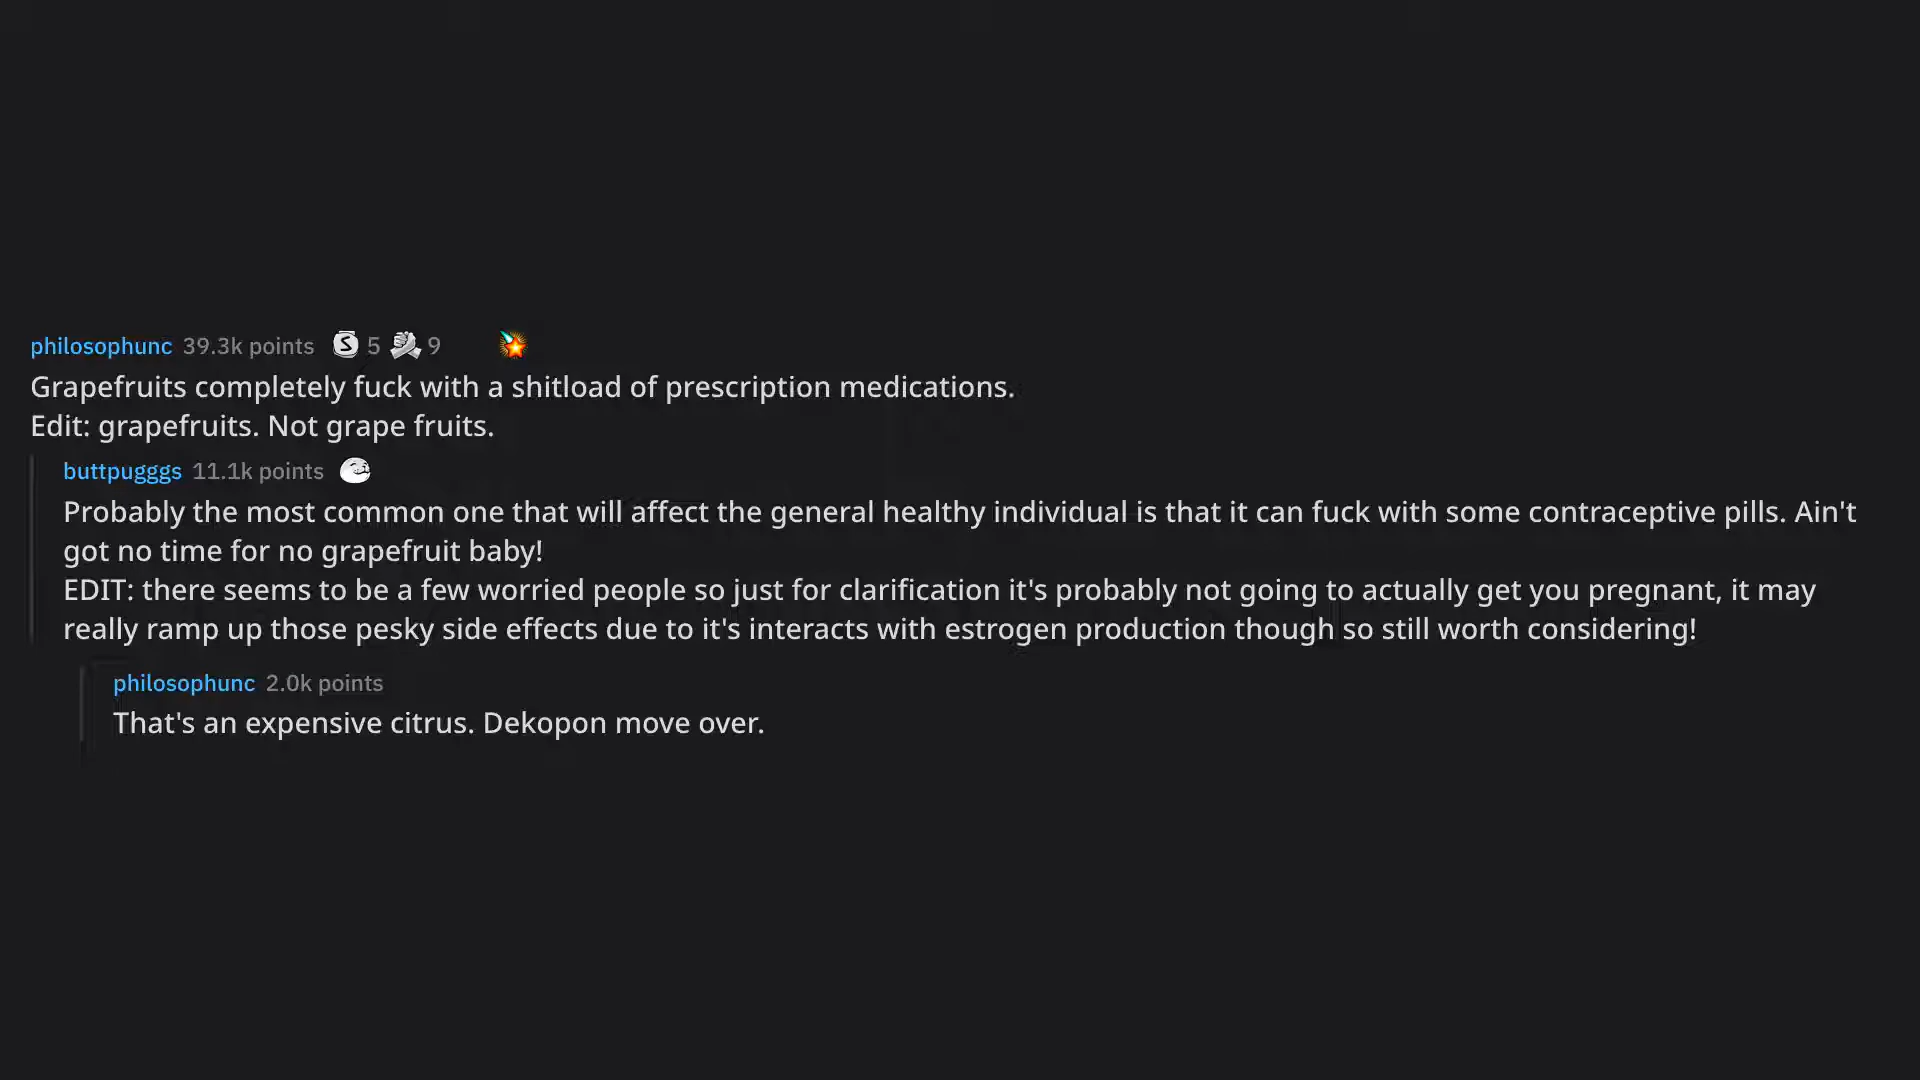 philosophunc 39.3k points S 5 9
Grapefruits completely fuck with a shitload of prescription medications.
Edit: grapefruits. Not grape fruits.
buttpugggs 11.1k points
Probably the most common one that will affect the general healthy individual is that it can fuck with some contraceptive pills. Ain't
got no time for no grapefruit baby!
EDIT: there seems to be a few worried people so just for clarification it's probably not going to actually get you pregnant, it may
really ramp up those pesky side effects due to it's interacts with estrogen production though so still worth considering!
philosophunc 2.0k points
That's an expensive citrus. Dekopon move over.